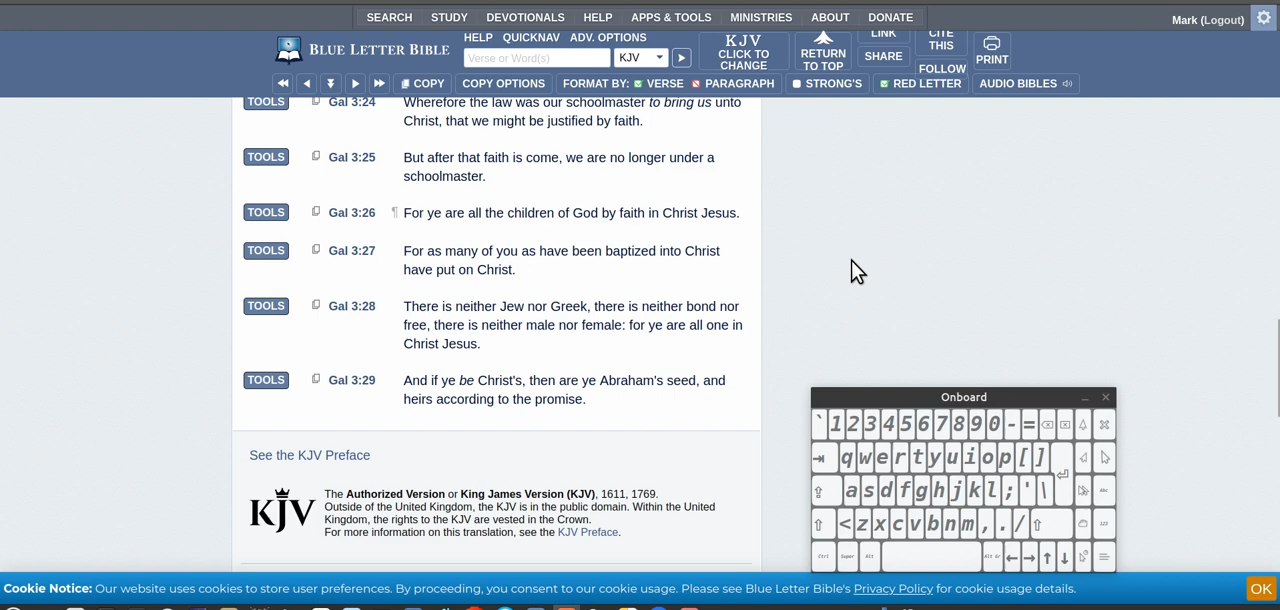 SEARCH STUDY DEVOTIONALS HELP APPS & TOOLS MINISTRIES ABOUT DONATE Mark (Logout)
BLUE LETTER BIBLE
HELP QUICKNAV ADV. OPTIONS
Verse or Word(s) KJV
KJV
CLICK TO
CHANGE
RETURN
TO TOP
LINK
SHARE
CITE
THIS
FOLLOW
PRINT
COPY COPY OPTIONS FORMAT BY: VERSE PARAGRAPH STRONG'S RED LETTER AUDIO BIBLES
TOOLS Gal 3:24 Wherefore the law was our schoolmaster to bring us unto
Christ, that we might be justified by faith.
TOOLS Gal 3:25 But after that faith is come, we are no longer under a
schoolmaster.
TOOLS Gal 3:26 ¶ For ye are all the children of God by faith in Christ Jesus.
TOOLS Gal 3:27 For as many of you as have been baptized into Christ
have put on Christ.
TOOLS Gal 3:28 There is neither Jew nor Greek, there is neither bond nor
free, there is neither male nor female: for ye are all one in
Christ Jesus.
TOOLS Gal 3:29 And if ye be Christ's, then are ye Abraham's seed, and
heirs according to the promise.
See the KJV Preface
KJV
The Authorized Version or King James Version (KJV), 1611, 1769.
Outside of the United Kingdom, the KJV is in the public domain. Within the United
Kingdom, the rights to the KJV are vested in the Crown.
For more information on this translation, see the KJV Preface.
Onboard
` 1 2 3 4 5 6 7 8 9 0 - =
q w e r t y u i o p [ ]
a s d f g h j k l ; ' \ Abc
< z x c v b n m , . / 123
Ctrl Super Alt Alt Gr
Cookie Notice: Our website uses cookies to store user preferences. By proceeding, you consent to our cookie usage. Please see Blue Letter Bible's Privacy Policy for cookie usage details. OK